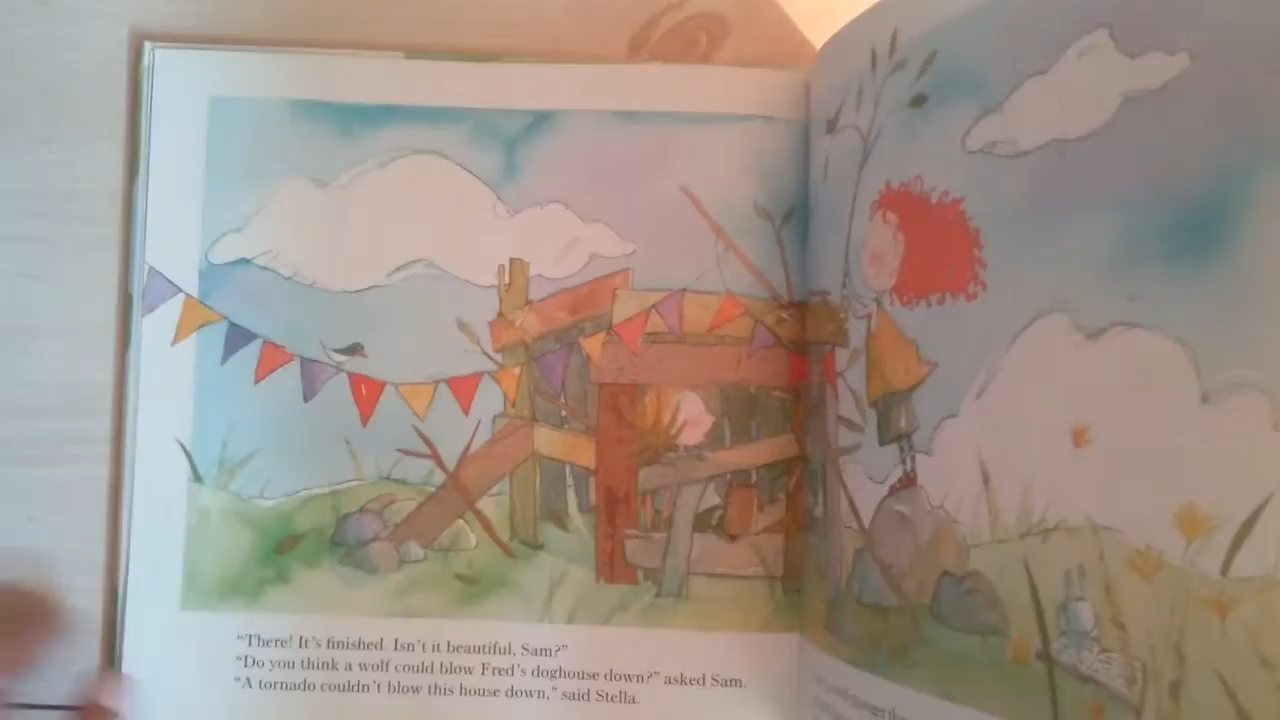 “There! It’s finished. Isn’t it beautiful, Sam?”
“Do you think a wolf could blow Fred’s doghouse down?” asked Sam.
“A tornado couldn’t blow this house down,” said Stella.